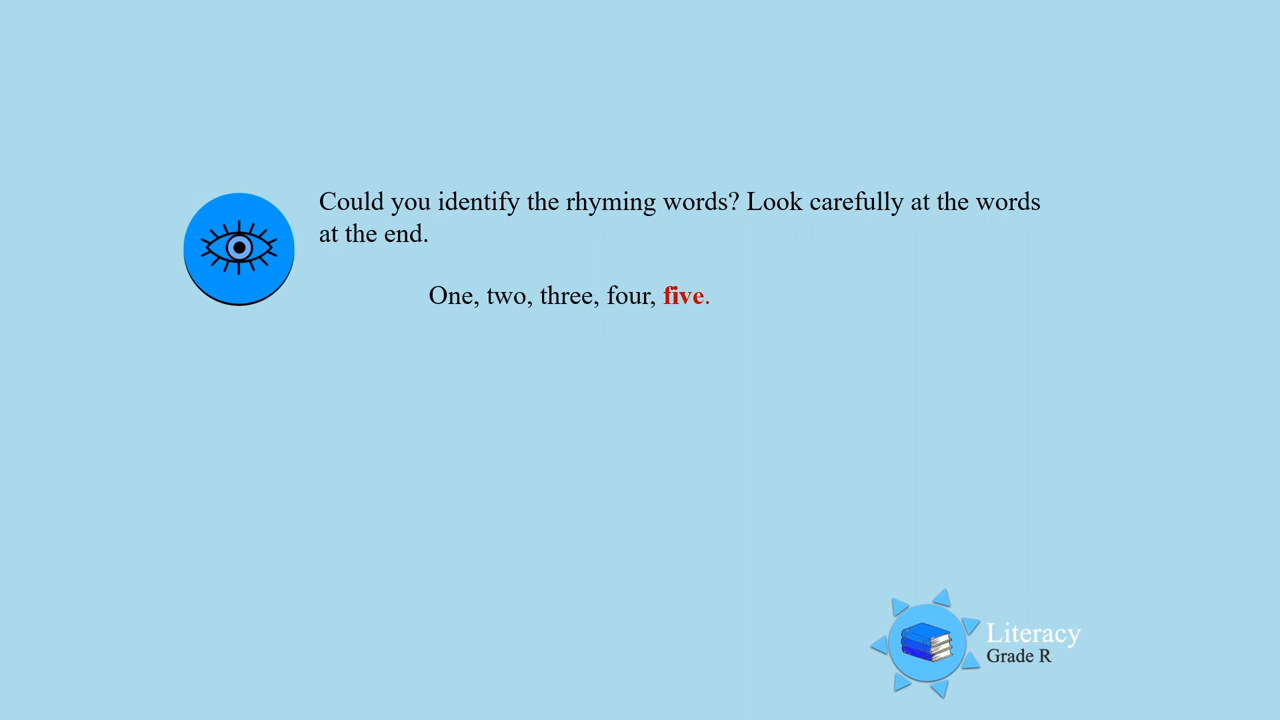 Could you identify the rhyming words? Look carefully at the words
at the end.
One, two, three, four, five.
Literacy
Grade R